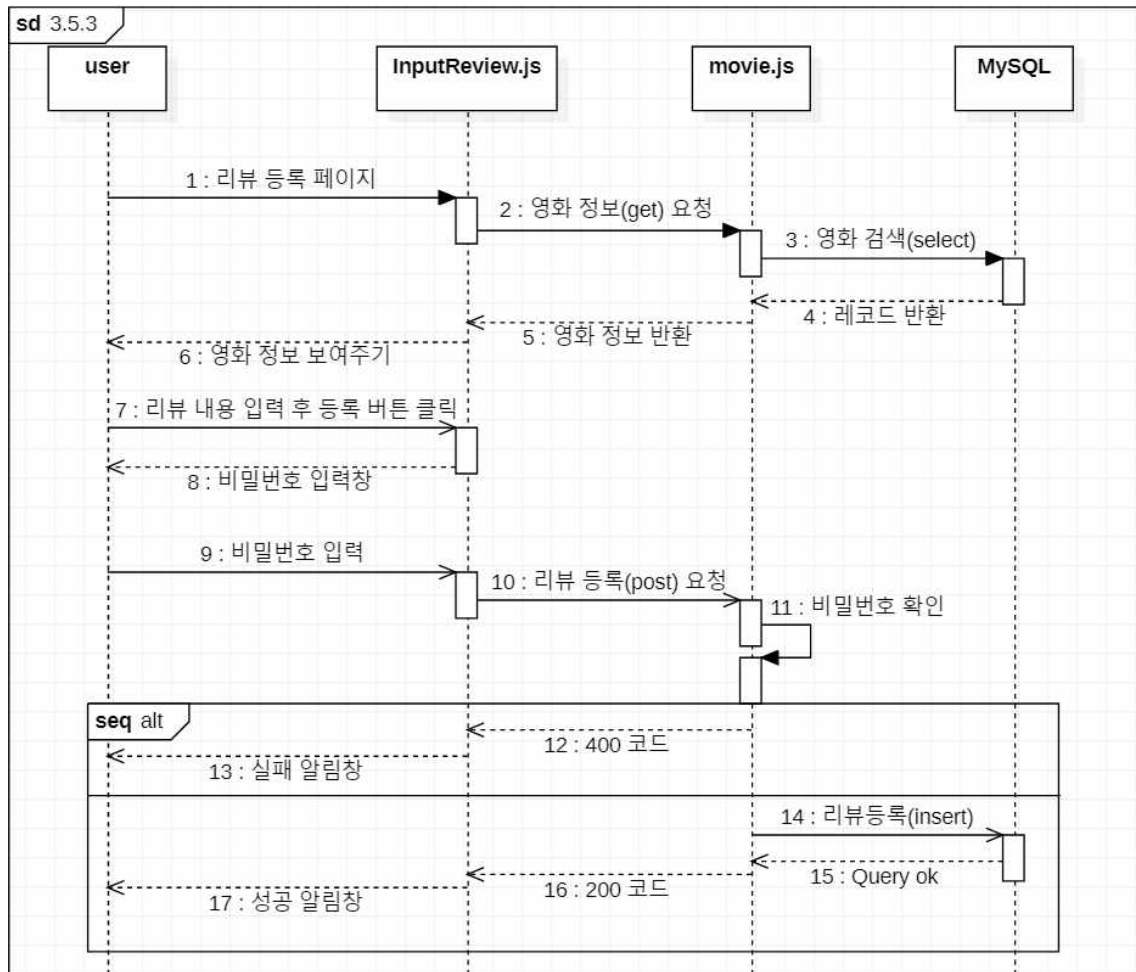 sd 3.5.3
user
InputReview.js
movie.js
MySQL
1 : 리뷰 등록 페이지
2 : 영화 정보(get) 요청
3 : 영화 검색(select)
4 : 레코드 반환
5 : 영화 정보 반환
6 : 영화 정보 보여주기
7 : 리뷰 내용 입력 후 등록 버튼 클릭
8 : 비밀번호 입력창
9 : 비밀번호 입력
10 : 리뷰 등록(post) 요청
11 : 비밀번호 확인
seq alt
12 : 400 코드
13 : 실패 알림창
14 : 리뷰등록(insert)
15 : Query ok
16 : 200 코드
17 : 성공 알림창